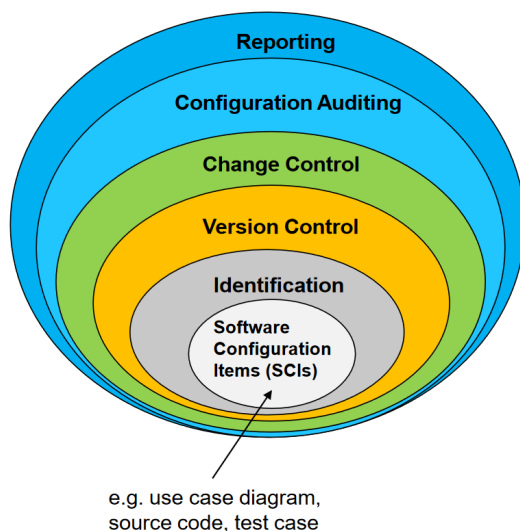 Reporting
Configuration Auditing
Change Control
Version Control
Identification
Software
Configuration
Items (SCIs)
e.g. use case diagram,
source code, test case